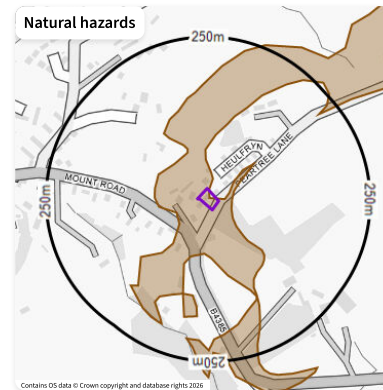 Natural hazards
250m
HEULFRYN
CARTREF LANE
MOUNT ROAD
250m
250m
B4385
250m
Contains OS data © Crown copyright and database rights 2026